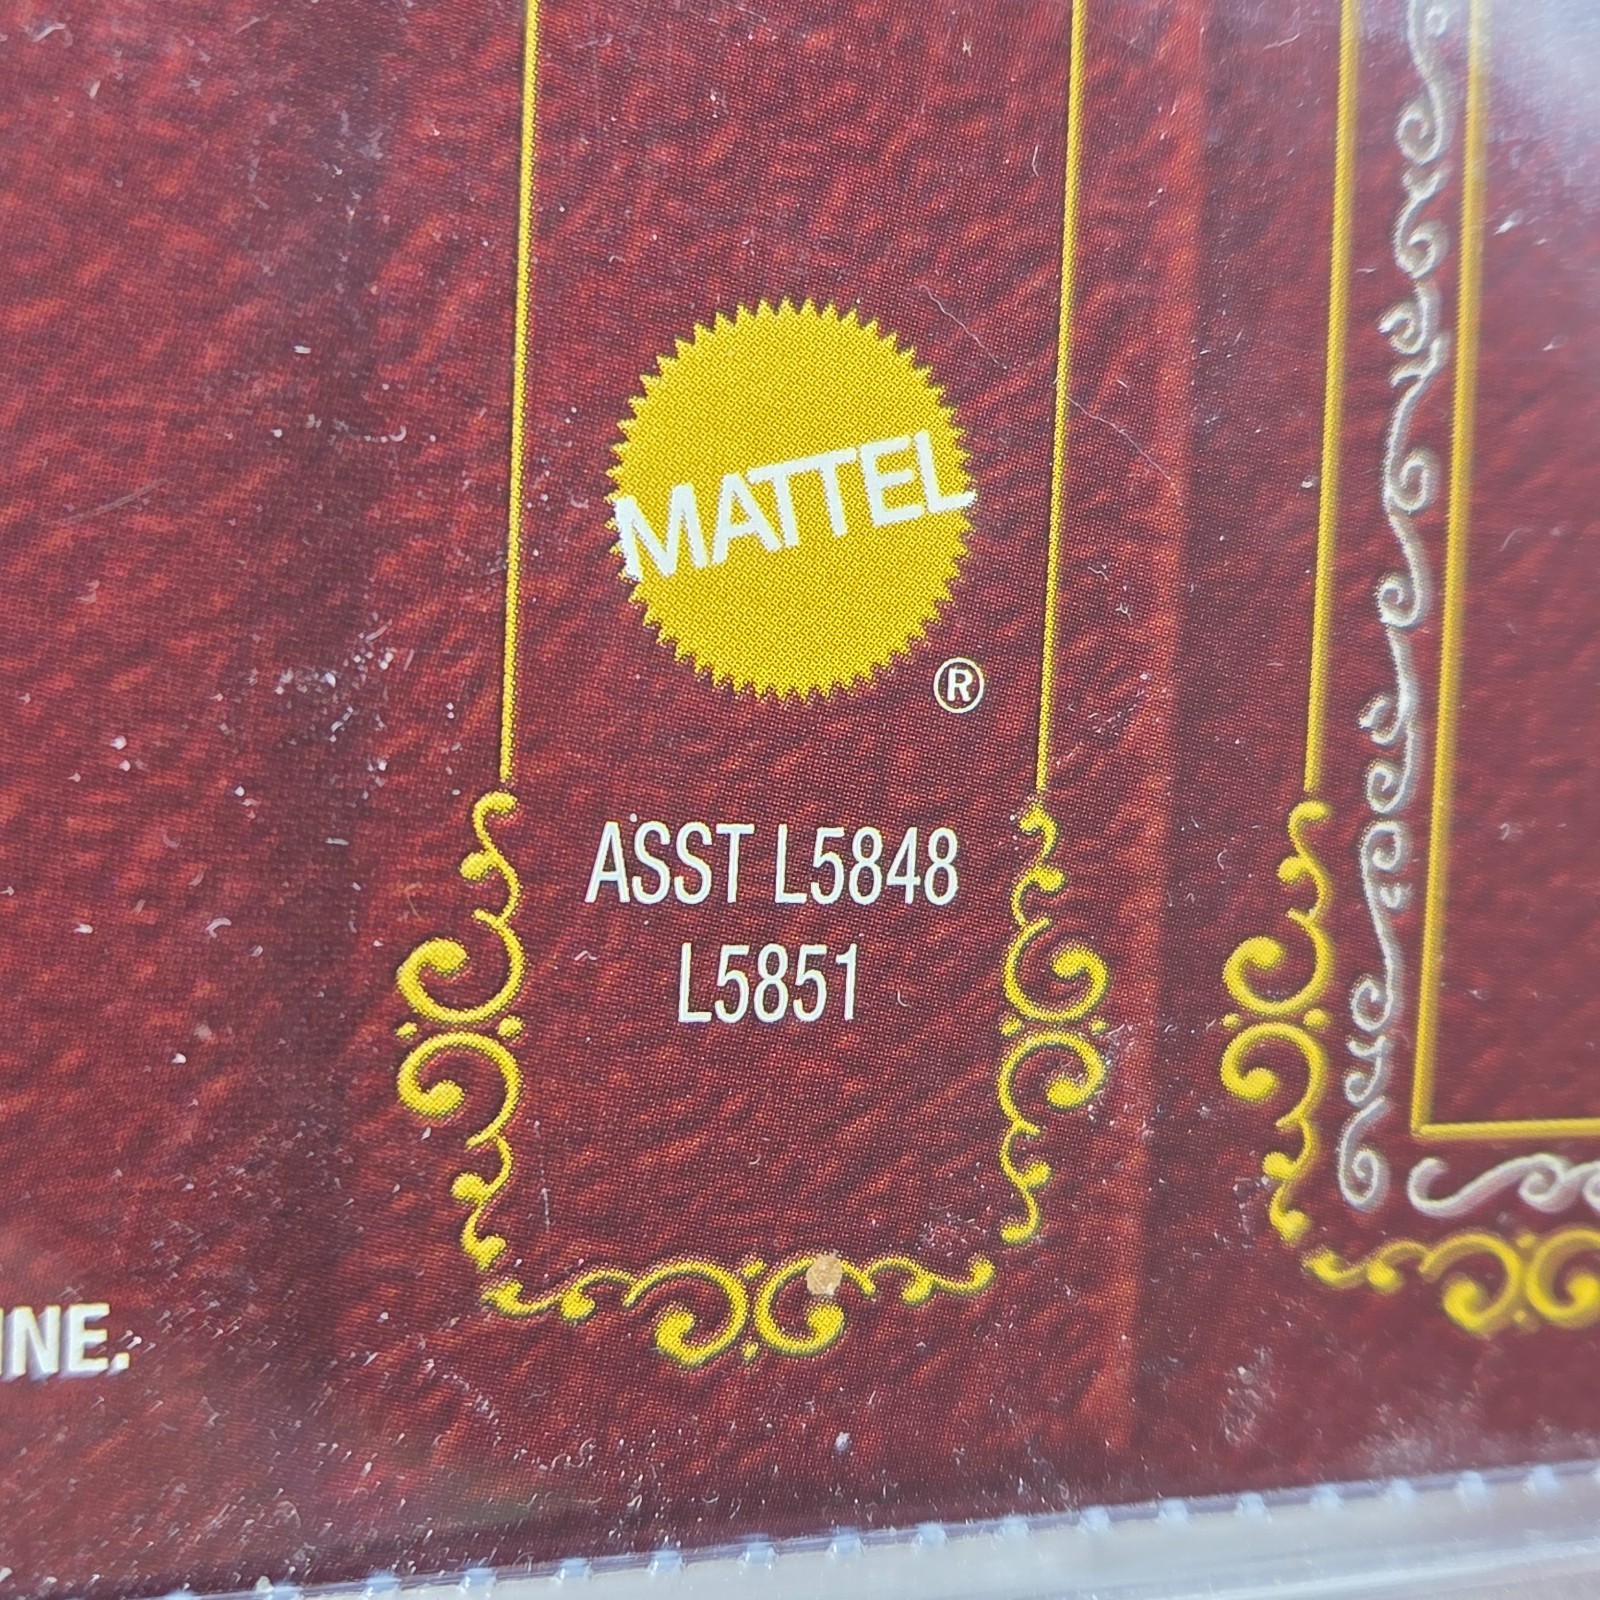 MATTEL
®
ASST L5848
L5851
INE.